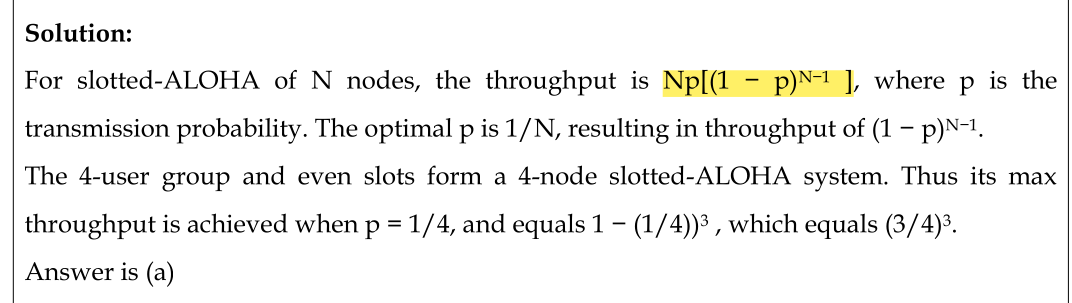 Solution:
For slotted-ALOHA of N nodes, the throughput is Np[(1 − p)ᴺ⁻¹ ], where p is the
transmission probability. The optimal p is 1/N, resulting in throughput of (1 − p)ᴺ⁻¹.
The 4-user group and even slots form a 4-node slotted-ALOHA system. Thus its max
throughput is achieved when p = 1/4, and equals 1 − (1/4))³ , which equals (3/4)³.
Answer is (a)